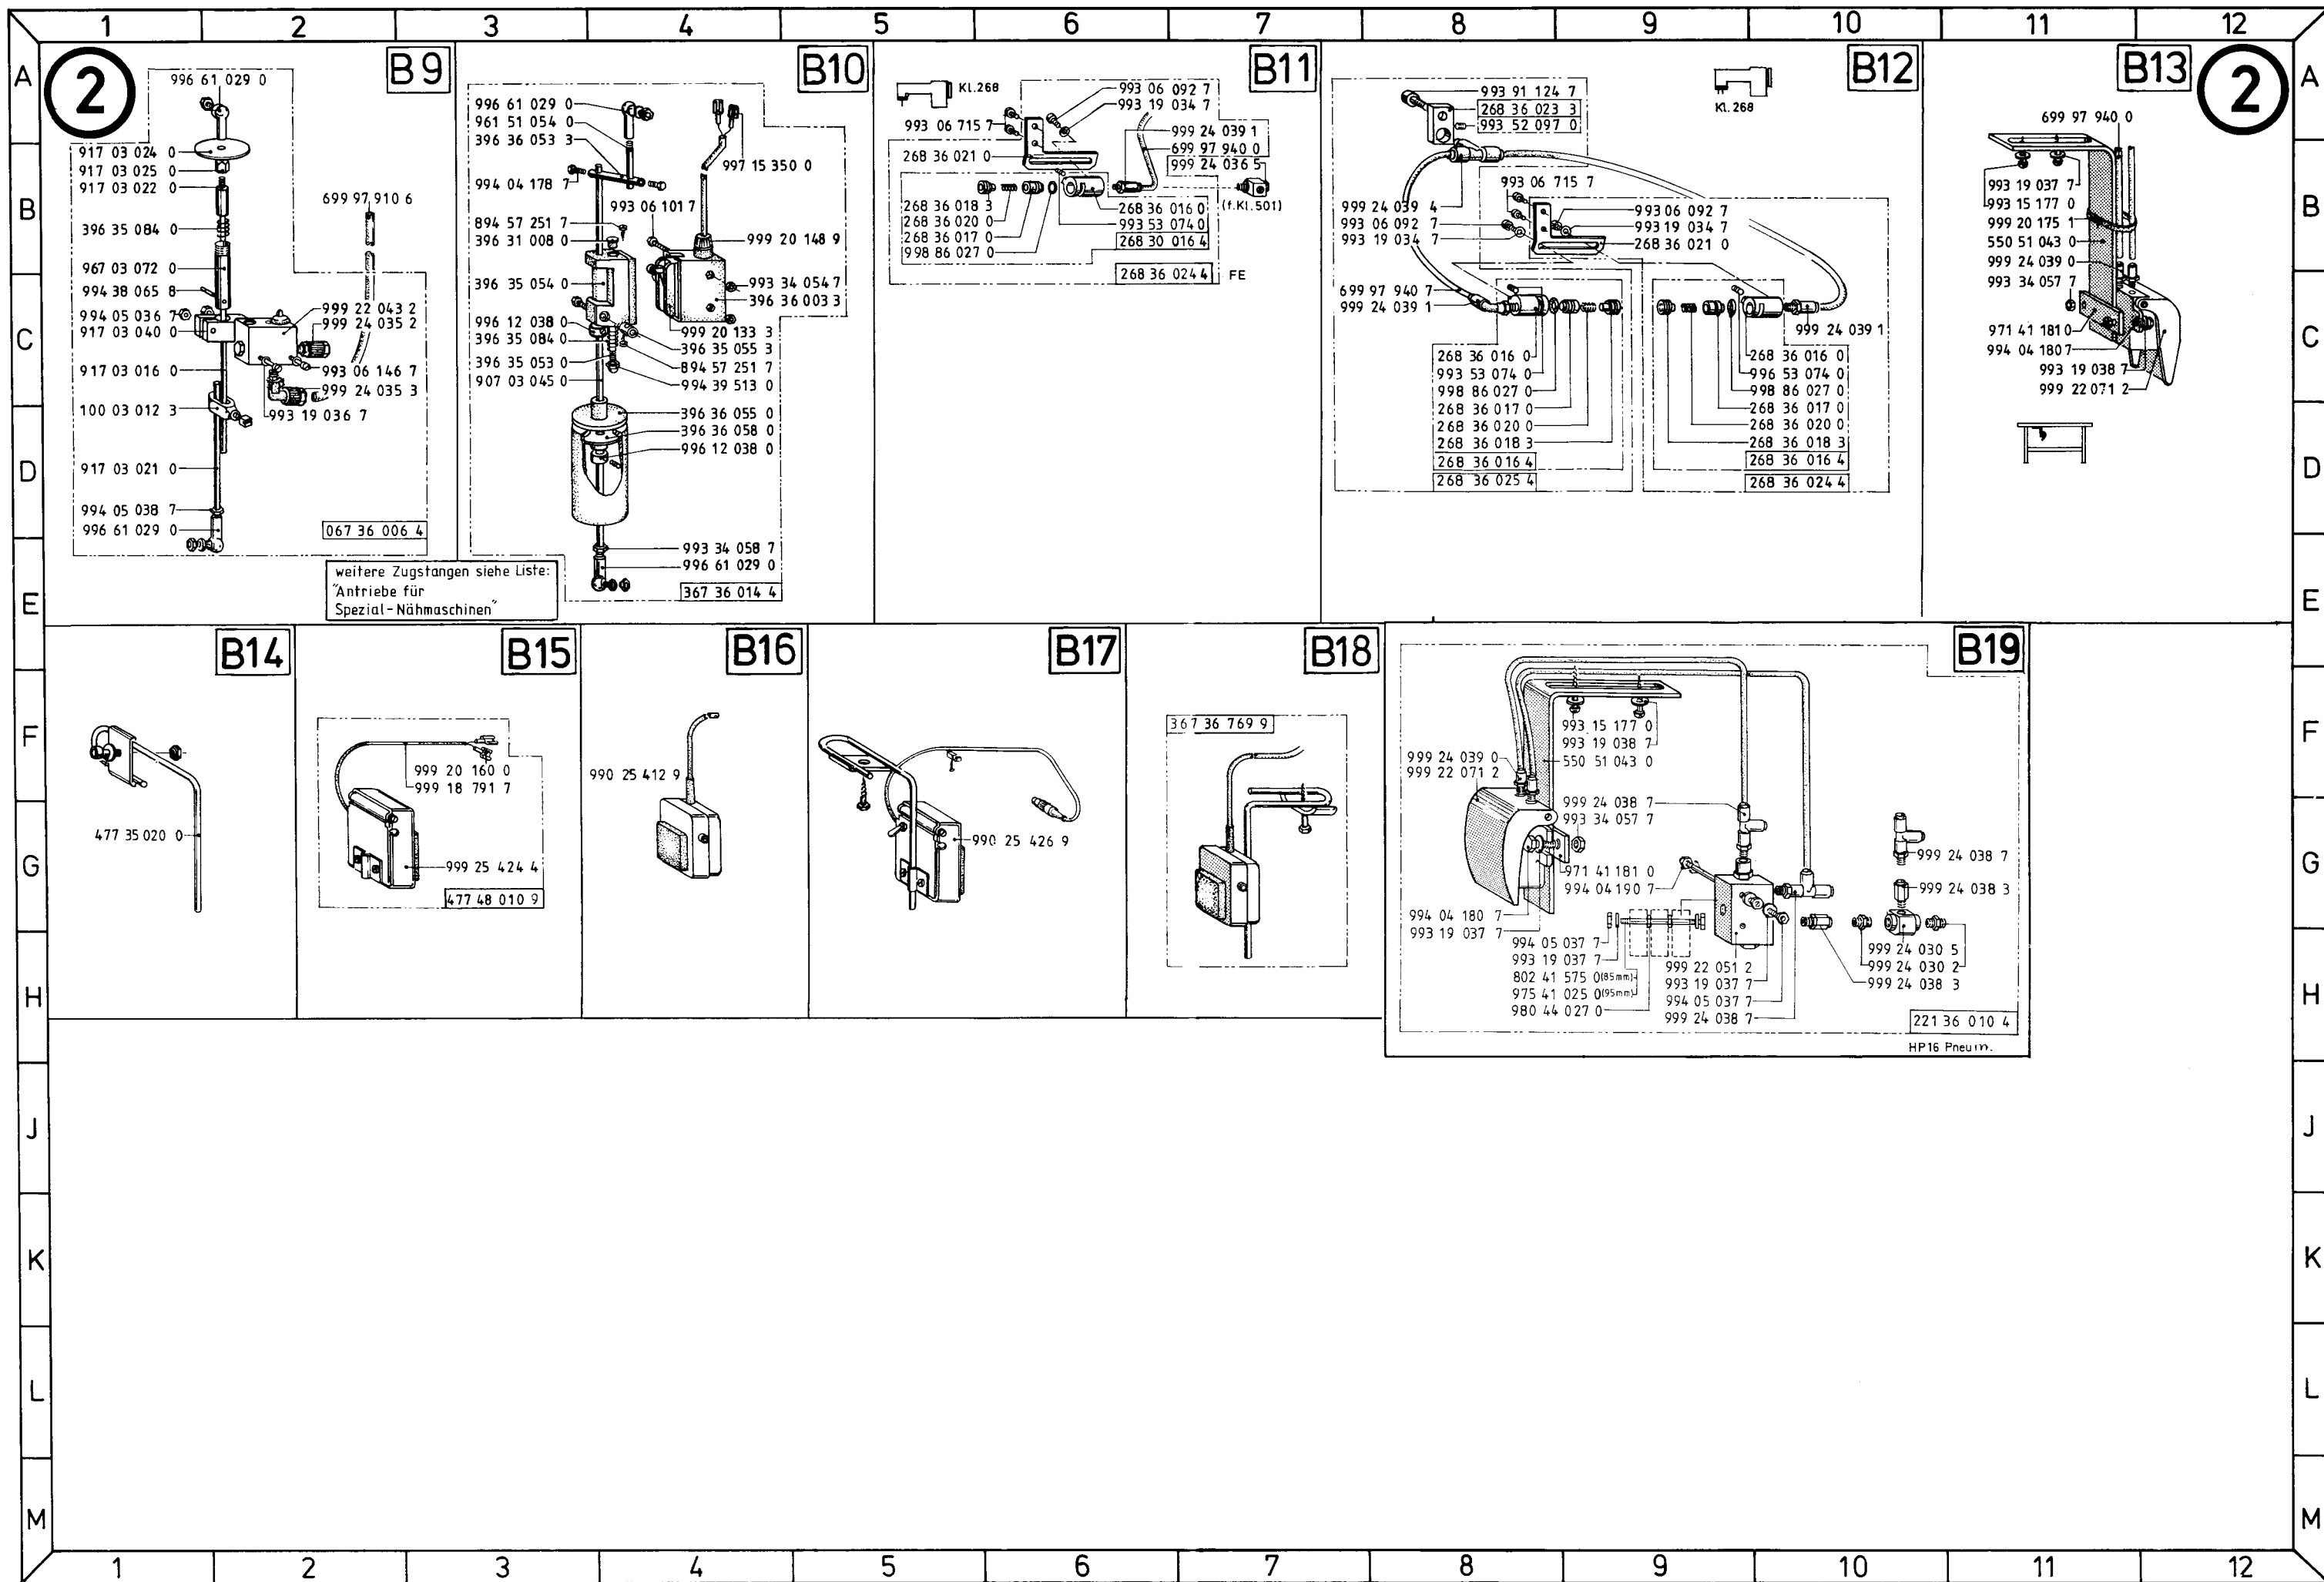 1 2 3 4 5 6 7 8 9 10 11 12
A
B
C
D
E
F
G
H
J
K
L
M
2
B9
996 61 029 0
917 03 024 0
917 03 025 0
917 03 022 0
699 97 910 6
396 35 084 0
967 03 072 0
994 38 065 8
994 05 036 7
917 03 040 0
999 22 043 2
999 24 035 2
917 03 016 0
993 06 146 7
999 24 035 3
100 03 012 3
993 19 036 7
917 03 021 0
994 05 038 7
996 61 029 0
067 36 006 4
weitere Zugstangen siehe Liste:
"Antriebe für
Spezial-Nähmaschinen"
B10
996 61 029 0
961 51 054 0
396 36 053 3
997 15 350 0
994 04 178 7
993 06 101 7
894 57 251 7
396 31 008 0
999 20 148 9
396 35 054 0
993 34 054 7
396 36 003 3
996 12 038 0
999 20 133 3
396 35 084 0
396 35 055 3
396 35 053 0
894 57 251 7
907 03 045 0
994 39 513 0
396 36 055 0
396 36 058 0
996 12 038 0
993 34 058 7
996 61 029 0
367 36 014 4
B11
Kl.268
993 06 092 7
993 19 034 7
993 06 715 7
999 24 039 1
699 97 940 0
268 36 021 0
999 24 036 5
(f.Kl.501)
268 36 018 3
268 36 020 0
268 36 017 0
998 86 027 0
268 36 016 0
993 53 074 0
268 30 016 4
268 36 024 4 FE
B12
Kl.268
993 91 124 7
268 36 023 3
993 52 097 0
993 06 715 7
999 24 039 4
993 06 092 7
993 19 034 7
993 06 092 7
993 19 034 7
268 36 021 0
699 97 940 7
999 24 039 1
999 24 039 1
268 36 016 0
993 53 074 0
998 86 027 0
268 36 017 0
268 36 020 0
268 36 018 3
268 36 016 4
268 36 025 4
268 36 016 0
996 53 074 0
998 86 027 0
268 36 017 0
268 36 020 0
268 36 018 3
268 36 016 4
268 36 024 4
B13
2
699 97 940 0
993 19 037 7
993 15 177 0
999 20 175 1
550 51 043 0
999 24 039 0
993 34 057 7
971 41 181 0
994 04 180 7
993 19 038 7
999 22 071 2
B14
477 35 020 0
B15
999 20 160 0
999 18 791 7
999 25 424 4
477 48 010 9
B16
990 25 412 9
B17
990 25 426 9
B18
367 36 769 9
B19
993 15 177 0
993 19 038 7
550 51 043 0
999 24 039 0
999 22 071 2
999 24 038 7
993 34 057 7
971 41 181 0
994 04 190 7
999 24 038 7
999 24 038 3
994 04 180 7
993 19 037 7
994 05 037 7
993 19 037 7
802 41 575 0(85mm)
975 41 025 0(95mm)
980 44 027 0
999 22 051 2
993 19 037 7
994 05 037 7
999 24 038 7
999 24 030 5
999 24 030 2
999 24 038 3
221 36 010 4
HP16 Pneum.
A
B
C
D
E
F
G
H
J
K
L
M
1 2 3 4 5 6 7 8 9 10 11 12